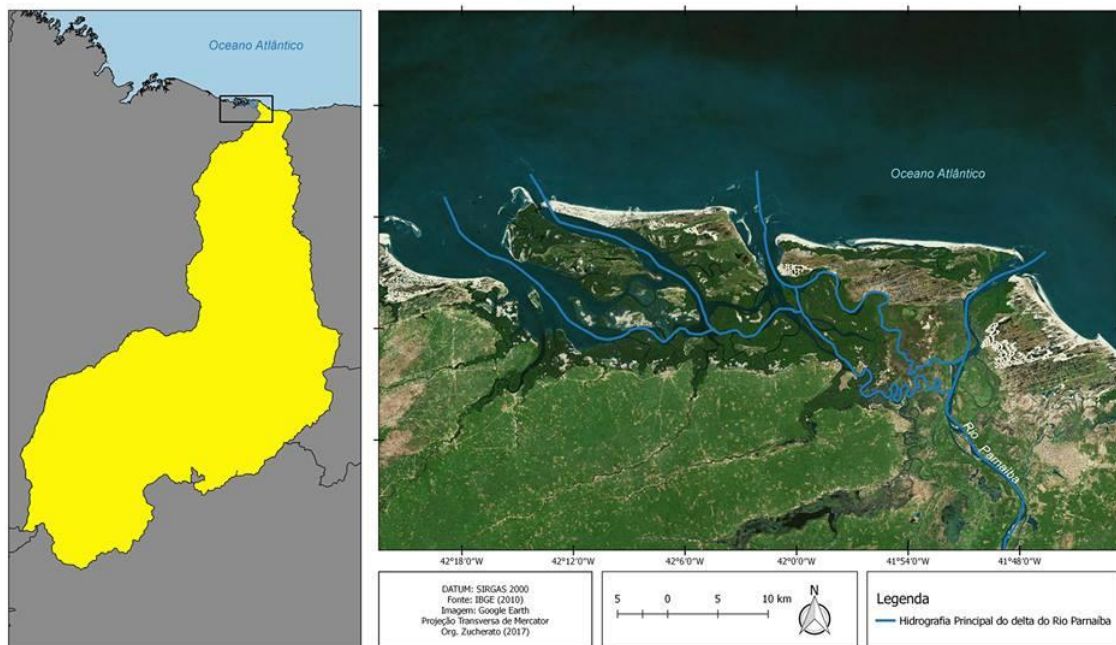 Oceano Atlântico
Oceano Atlântico
Rio Parnaíba
42°18'0"W
42°12'0"W
42°6'0"W
42°0'0"W
41°54'0"W
41°48'0"W
DATUM: SIRGAS 2000
Fonte: IBGE (2010)
Imagem: Google Earth
Projeção Transversa de Mercator
Org. Zucherato (2017)
5 0 5 10 km
N
Legenda
Hidrografia Principal do delta do Rio Parnaíba